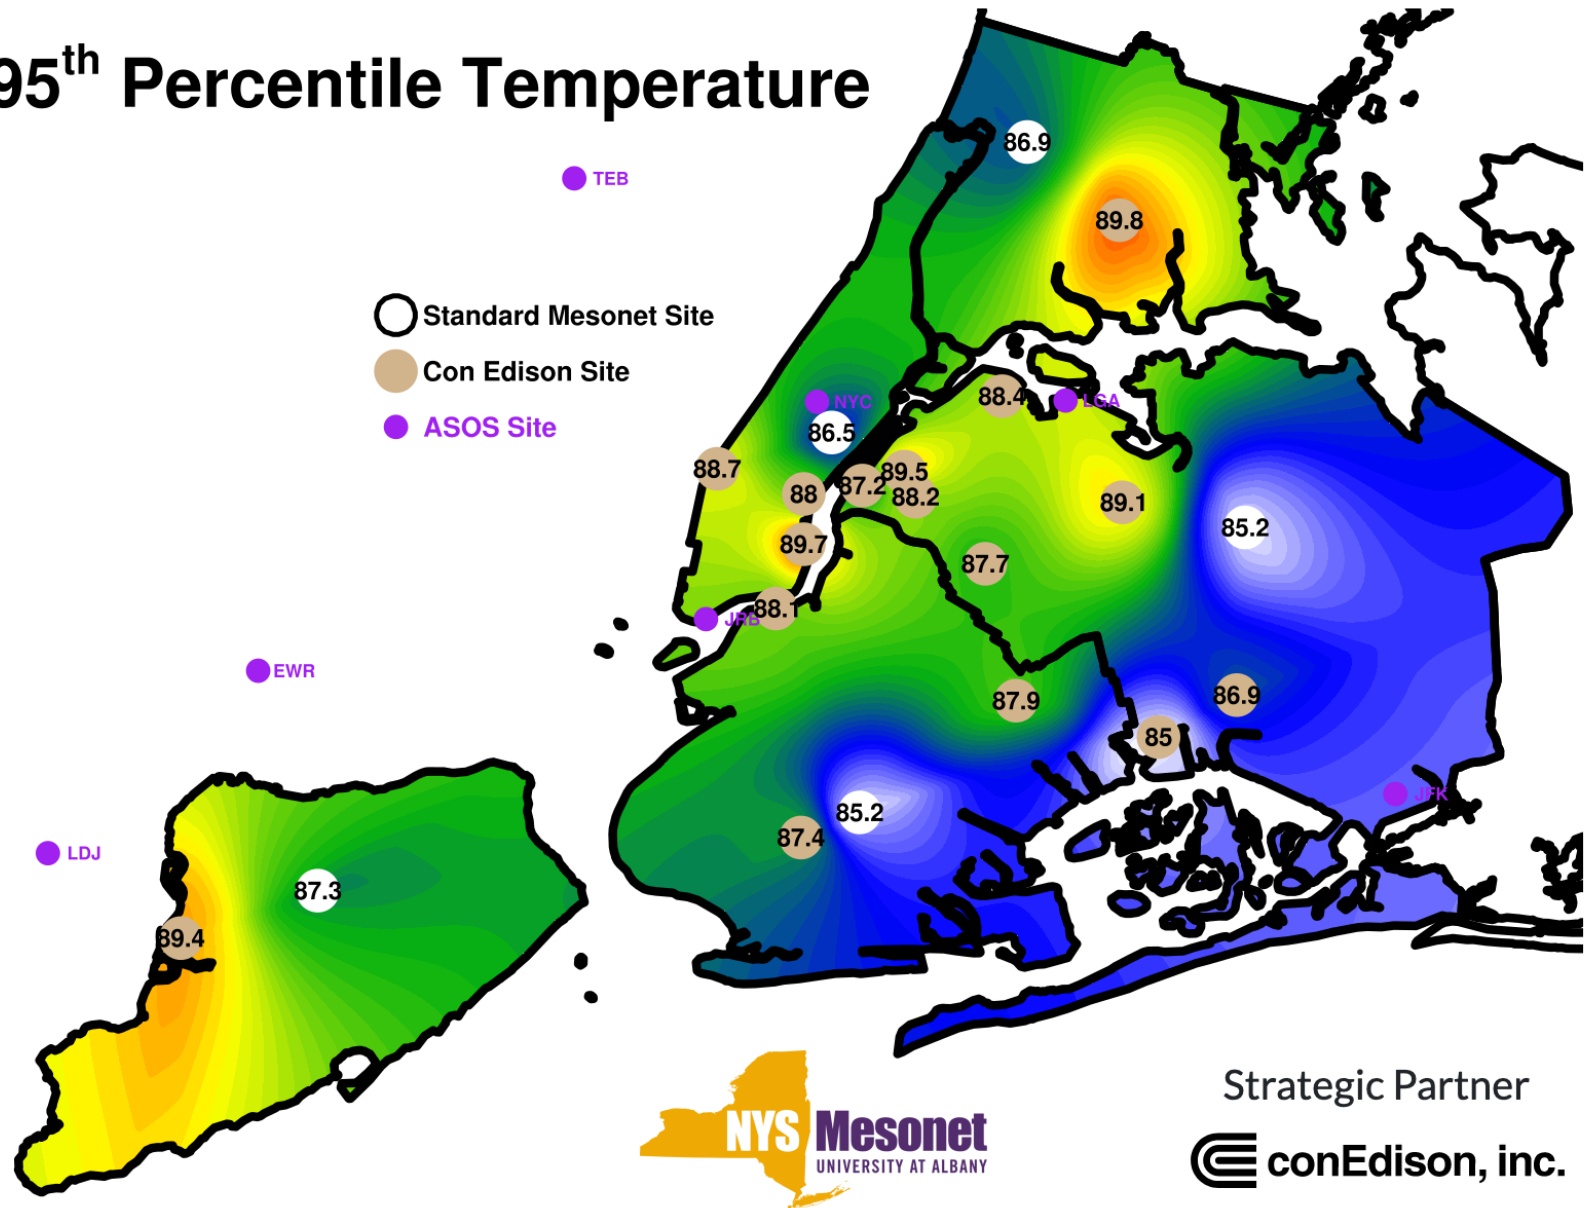 95th Percentile Temperature
TEB
Standard Mesonet Site
Con Edison Site
ASOS Site
86.9
89.8
NYC
86.5
88.4
LGA
88.7
88
87.2
89.5
88.2
89.1
85.2
89.7
87.7
88.1
JRB
EWR
87.9
86.9
85
JFK
85.2
87.4
LDJ
87.3
89.4
Strategic Partner
NYS Mesonet
UNIVERSITY AT ALBANY
conEdison, inc.